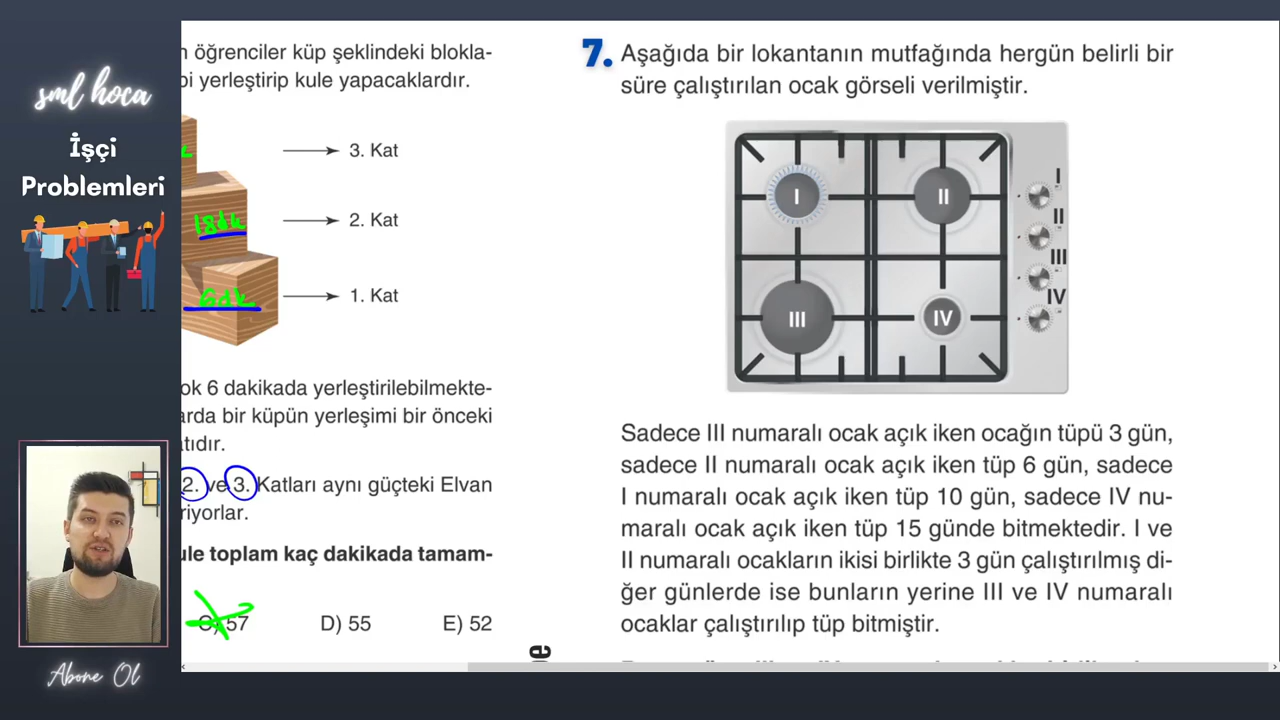 sml hoca
İşçi
Problemleri
Abone Ol
n öğrenciler küp şeklindeki blokla-
bi yerleştirip kule yapacaklardır.
3. Kat
18dk
2. Kat
6dk
1. Kat
ok 6 dakikada yerleştirilebilmekte-
arda bir küpün yerleşimi bir önceki
tıdır.
2. ve 3. Katları aynı güçteki Elvan
riyorlar.
ule toplam kaç dakikada tamam-
C) 57 D) 55 E) 52
7. Aşağıda bir lokantanın mutfağında hergün belirli bir
süre çalıştırılan ocak görseli verilmiştir.
I
II
III
IV
I
II
III
IV
Sadece III numaralı ocak açık iken ocağın tüpü 3 gün,
sadece II numaralı ocak açık iken tüp 6 gün, sadece
I numaralı ocak açık iken tüp 10 gün, sadece IV nu-
maralı ocak açık iken tüp 15 günde bitmektedir. I ve
II numaralı ocakların ikisi birlikte 3 gün çalıştırılmış di-
ğer günlerde ise bunların yerine III ve IV numaralı
ocaklar çalıştırılıp tüp bitmiştir.